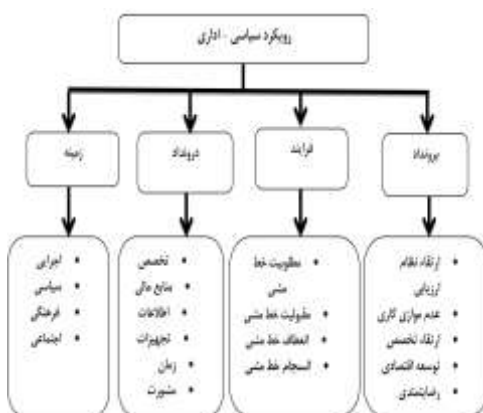 رویکرد سیاسی - اداری
برونداد
فرایند
درونداد
زمینه
• ارتقاء نظام
ارزیابی
• عدم موازی کاری
• ارتقاء تخصص
• توسعه اقتصادی
• رضایتمندی
• مطلوبیت خط
مشی
• مقبولیت خط مشی
• انعطاف خط مشی
• انسجام خط مشی
• تخصص
• منابع مالی
• اطلاعات
• تجهیزات
• زمان
• مشورت
• اجرایی
• سیاسی
• فرهنگی
• اجتماعی